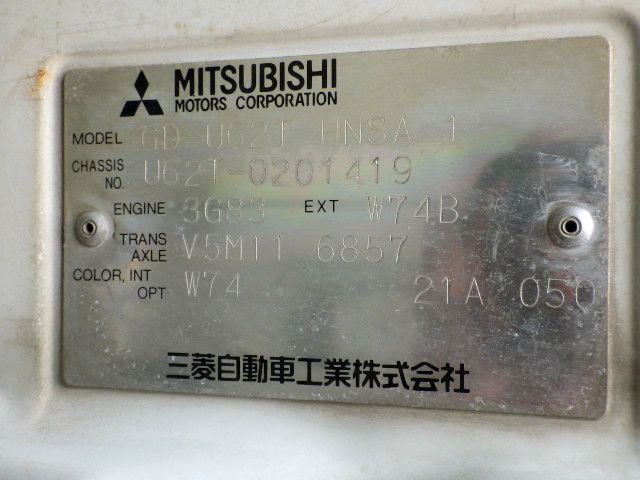 MITSUBISHI
MOTORS CORPORATION
MODEL GD U62T HNSA 1
CHASSIS NO. U62T-0201419
ENGINE 3G83 EXT W74B
TRANS AXLE V5M11 6857
COLOR, INT OPT W74 21A 050
三菱自動車工業株式会社